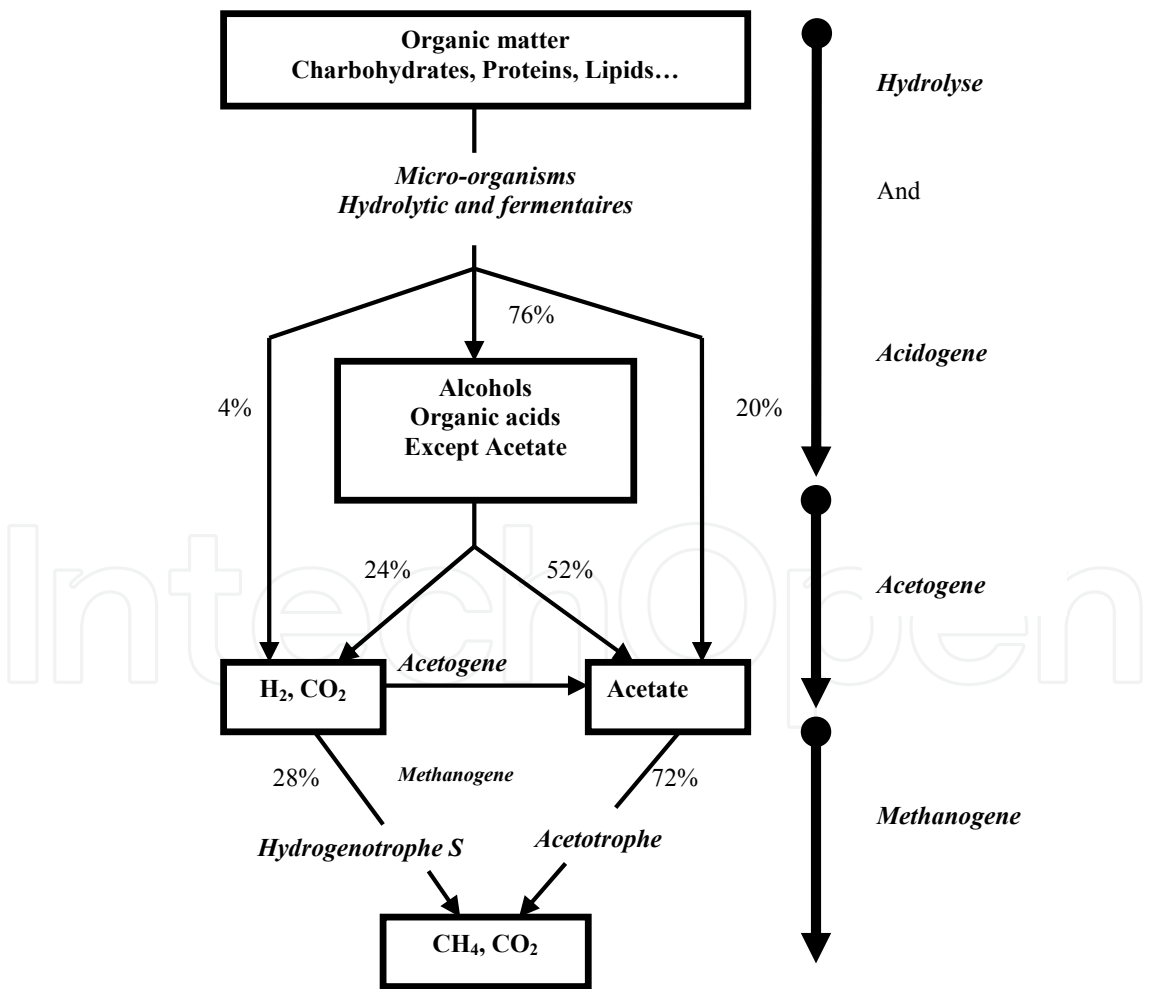 Organic matter
Charbohydrates, Proteins, Lipids…
Hydrolyse
Micro-organisms
Hydrolytic and fermentaires
And
76%
Acidogene
Alcohols
Organic acids
Except Acetate
4%
20%
24%
52%
Acetogene
Acetogene
H₂, CO₂
Acetate
28%
Methanogene
72%
Methanogene
Hydrogenotrophe S
Acetotrophe
CH₄, CO₂
IntechOpen